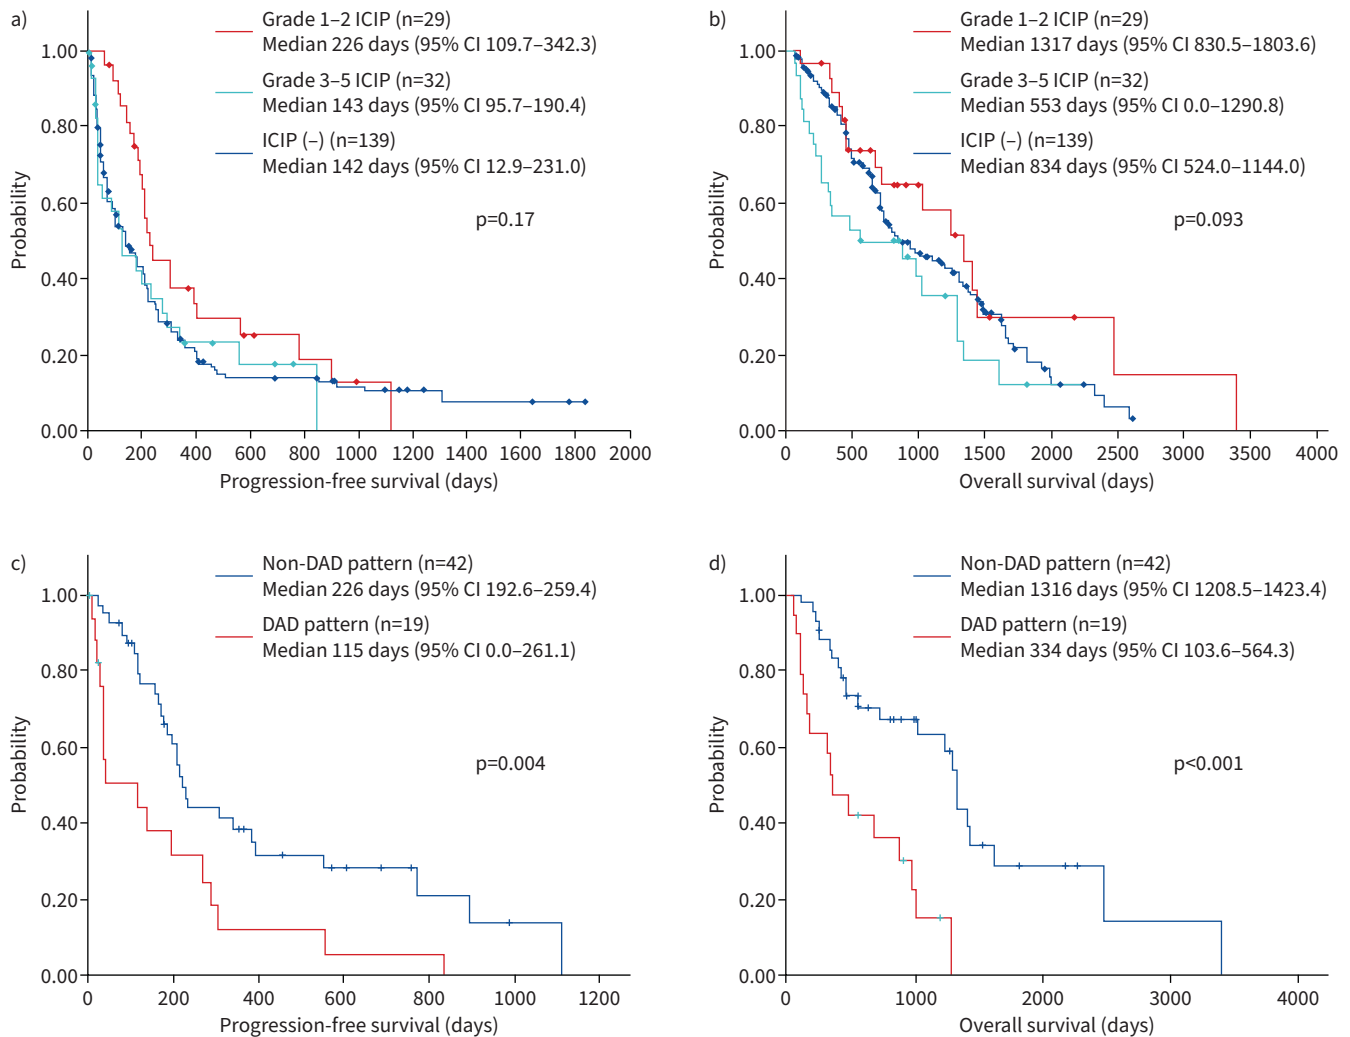 a)
Grade 1–2 ICIP (n=29)
Median 226 days (95% CI 109.7–342.3)
Grade 3–5 ICIP (n=32)
Median 143 days (95% CI 95.7–190.4)
ICIP (–) (n=139)
Median 142 days (95% CI 12.9–231.0)
p=0.17
Probability
1.00
0.80
0.60
0.40
0.20
0.00
0 200 400 600 800 1000 1200 1400 1600 1800 2000
Progression-free survival (days)
b)
Grade 1–2 ICIP (n=29)
Median 1317 days (95% CI 830.5–1803.6)
Grade 3–5 ICIP (n=32)
Median 553 days (95% CI 0.0–1290.8)
ICIP (–) (n=139)
Median 834 days (95% CI 524.0–1144.0)
p=0.093
Probability
1.00
0.80
0.60
0.40
0.20
0.00
0 500 1000 1500 2000 2500 3000 3500 4000
Overall survival (days)
c)
Non-DAD pattern (n=42)
Median 226 days (95% CI 192.6–259.4)
DAD pattern (n=19)
Median 115 days (95% CI 0.0–261.1)
p=0.004
Probability
1.00
0.80
0.60
0.40
0.20
0.00
0 200 400 600 800 1000 1200
Progression-free survival (days)
d)
Non-DAD pattern (n=42)
Median 1316 days (95% CI 1208.5–1423.4)
DAD pattern (n=19)
Median 334 days (95% CI 103.6–564.3)
p<0.001
Probability
1.00
0.80
0.60
0.40
0.20
0.00
0 1000 2000 3000 4000
Overall survival (days)